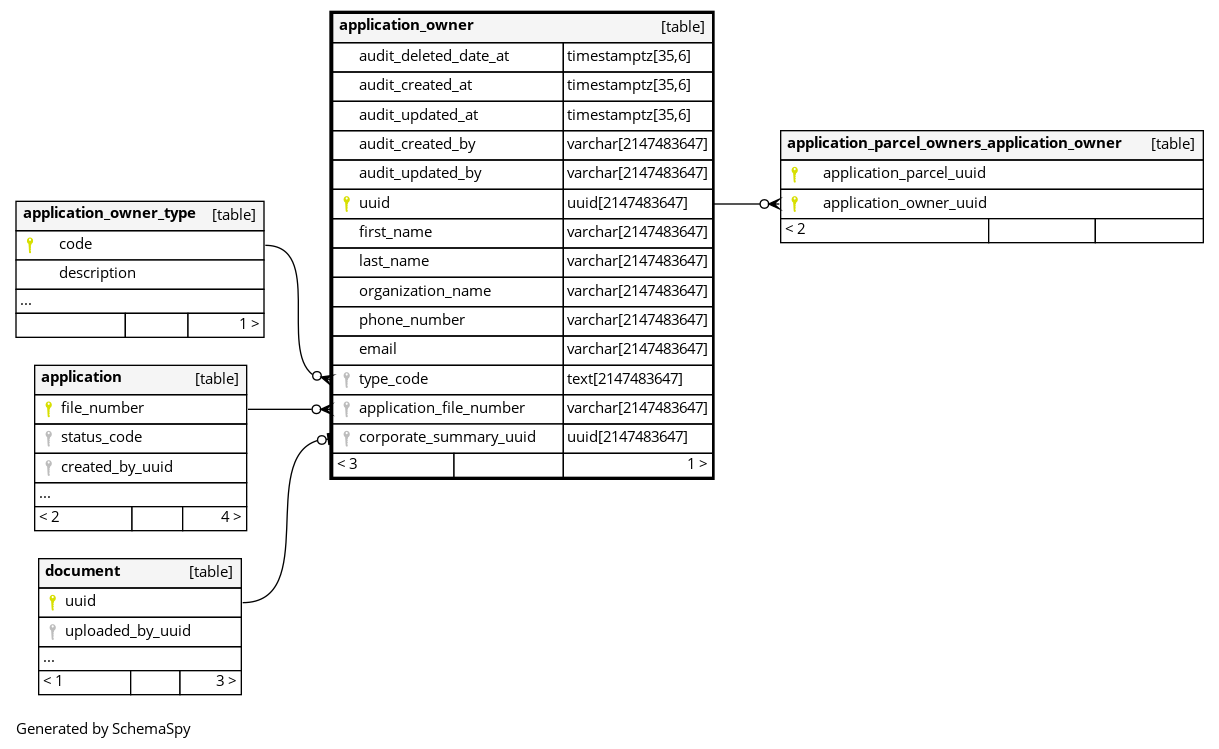 application_owner [table]
audit_deleted_date_at timestamptz[35,6]
audit_created_at timestamptz[35,6]
audit_updated_at timestamptz[35,6]
audit_created_by varchar[2147483647]
audit_updated_by varchar[2147483647]
uuid uuid[2147483647]
first_name varchar[2147483647]
last_name varchar[2147483647]
organization_name varchar[2147483647]
phone_number varchar[2147483647]
email varchar[2147483647]
type_code text[2147483647]
application_file_number varchar[2147483647]
corporate_summary_uuid uuid[2147483647]
< 3 1 >
application_parcel_owners_application_owner [table]
application_parcel_uuid
application_owner_uuid
< 2
application_owner_type [table]
code
description
...
1 >
application [table]
file_number
status_code
created_by_uuid
...
< 2 4 >
document [table]
uuid
uploaded_by_uuid
...
< 1 3 >
Generated by SchemaSpy